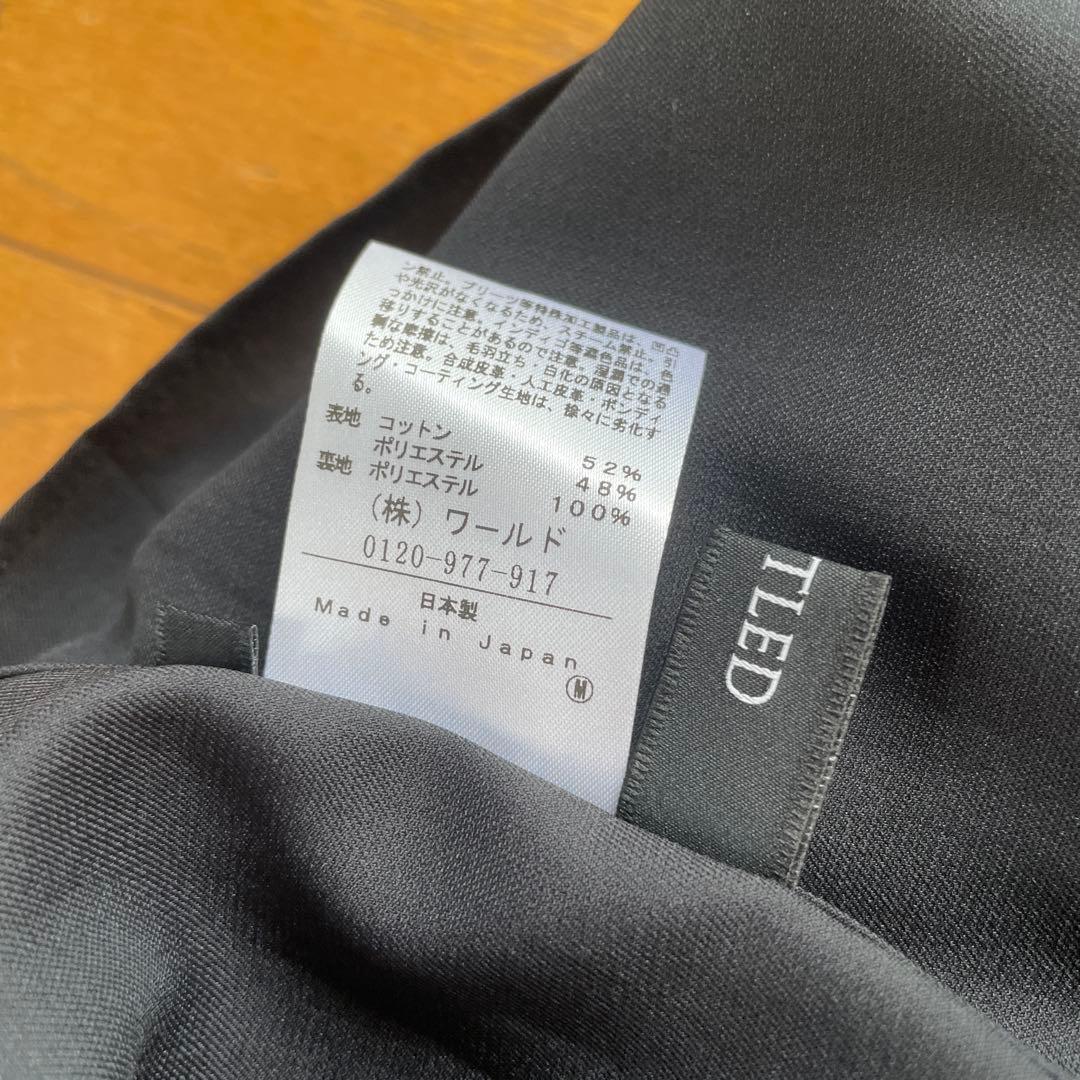 ン禁止。プリーツ等特殊加工製品は、凹凸
や光沢がなくなるため、スチーム禁止。引
っかけに注意。インディゴ等濃色品は、色
移りすることがあるので注意。湿潤での過
剰な摩擦は、毛羽立ち・白化の原因となる
ため注意。合成皮革・人工皮革・ボンディ
ング・コーティング生地は、徐々に劣化す
る。
表地 コットン 52%
ポリエステル 48%
裏地 ポリエステル 100%
(株) ワールド
0120-977-917
日本製
Made in Japan
Ⓜ
TLED